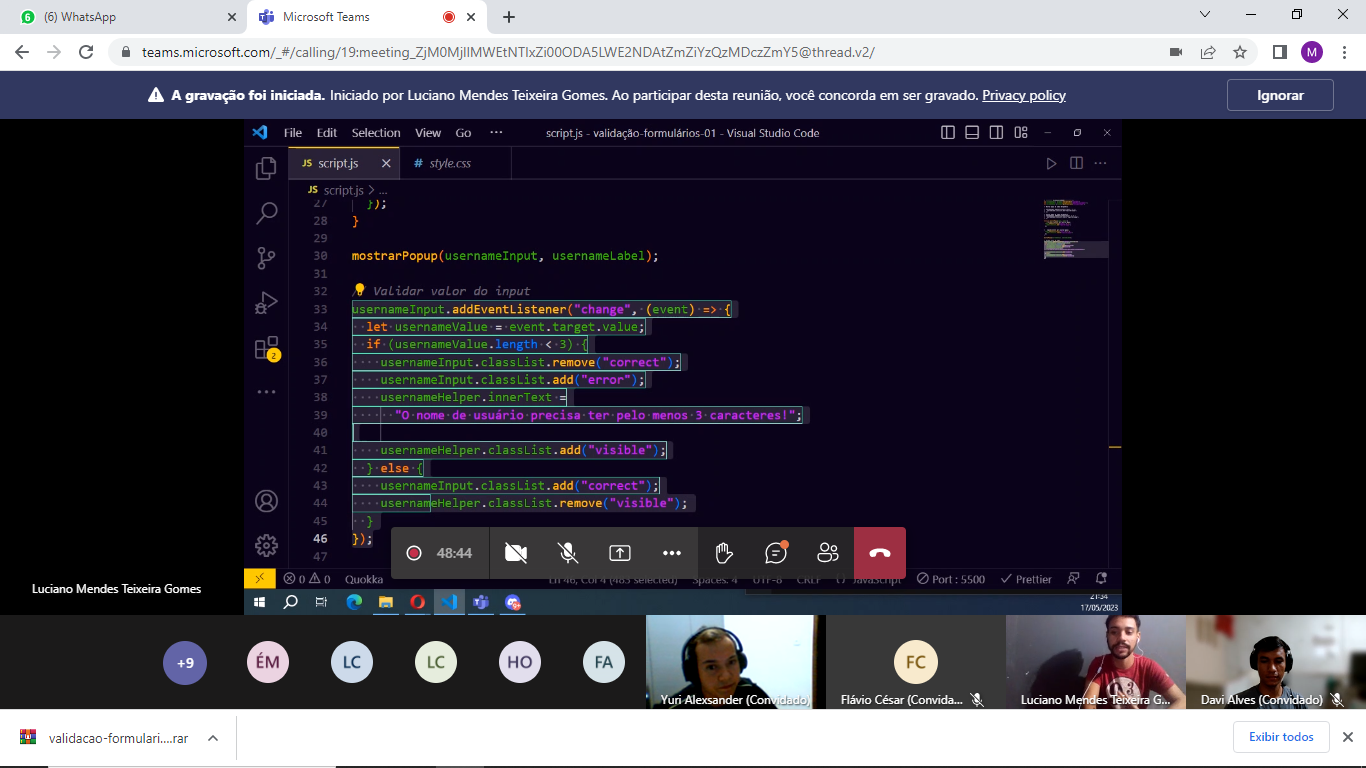 (6) WhatsApp
Microsoft Teams
teams.microsoft.com/_#/calling/19:meeting_ZjM0MjllMWEtNTIxZi00ODA5LWE2NDAtZmZiYzQzMDczZmY5@thread.v2/
M
A gravação foi iniciada. Iniciado por Luciano Mendes Teixeira Gomes. Ao participar desta reunião, você concorda em ser gravado. Privacy policy
Ignorar
File Edit Selection View Go ··· script.js - validação-formulários-01 - Visual Studio Code
JS script.js # style.css
JS script.js > ...
27 });
28 }
29
30 mostrarPopup(usernameInput, usernameLabel);
31
32 Validar valor do input
33 usernameInput.addEventListener("change", (event) => {
34 let usernameValue = event.target.value;
35 if (usernameValue.length < 3) {
36 usernameInput.classList.remove("correct");
37 usernameInput.classList.add("error");
38 usernameHelper.innerText =
39 "O nome de usuário precisa ter pelo menos 3 caracteres!";
40
41 usernameHelper.classList.add("visible");
42 } else {
43 usernameInput.classList.add("correct");
44 usernameHelper.classList.remove("visible");
45 }
46 });
47
2
48:44
0 0 Quokka Ln 46, Col 4 (483 selected) Spaces: 4 UTF-8 CRLF JavaScript Port : 5500 Prettier
21:34
17/05/2023
Luciano Mendes Teixeira Gomes
+9 ÉM LC LC HO FA FC
Yuri Alexsander (Convidado) Flávio César (Convida... Luciano Mendes Teixeira G... Davi Alves (Convidado)
validacao-formulari....rar
Exibir todos